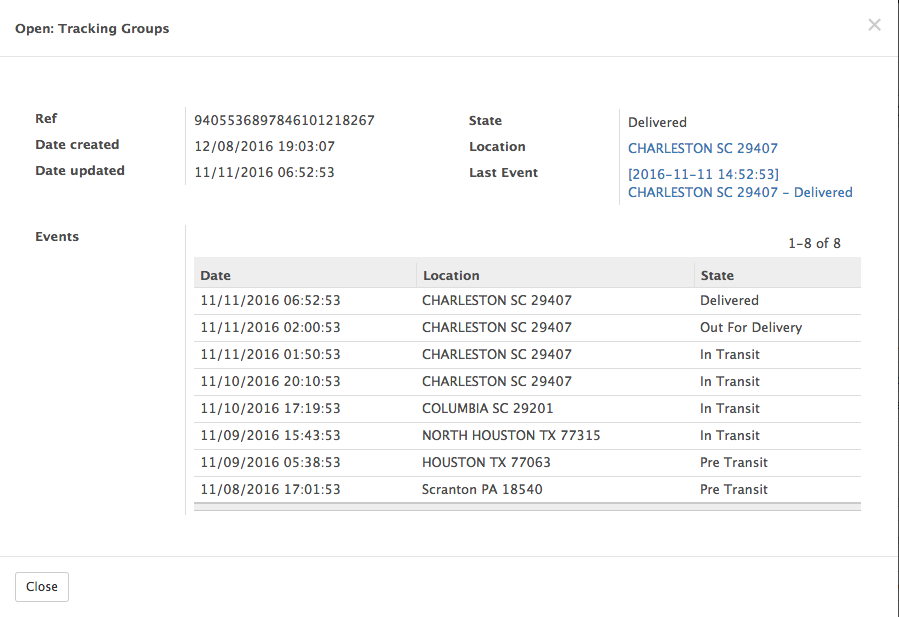 Open: Tracking Groups
×
Ref 9405536897846101218267 State Delivered
Date created 12/08/2016 19:03:07 Location CHARLESTON SC 29407
Date updated 11/11/2016 06:52:53 Last Event [2016-11-11 14:52:53]
CHARLESTON SC 29407 – Delivered
Events
1–8 of 8
Date Location State
11/11/2016 06:52:53 CHARLESTON SC 29407 Delivered
11/11/2016 02:00:53 CHARLESTON SC 29407 Out For Delivery
11/11/2016 01:50:53 CHARLESTON SC 29407 In Transit
11/10/2016 20:10:53 CHARLESTON SC 29407 In Transit
11/10/2016 17:19:53 COLUMBIA SC 29201 In Transit
11/09/2016 15:43:53 NORTH HOUSTON TX 77315 In Transit
11/09/2016 05:38:53 HOUSTON TX 77063 Pre Transit
11/08/2016 17:01:53 Scranton PA 18540 Pre Transit
Close